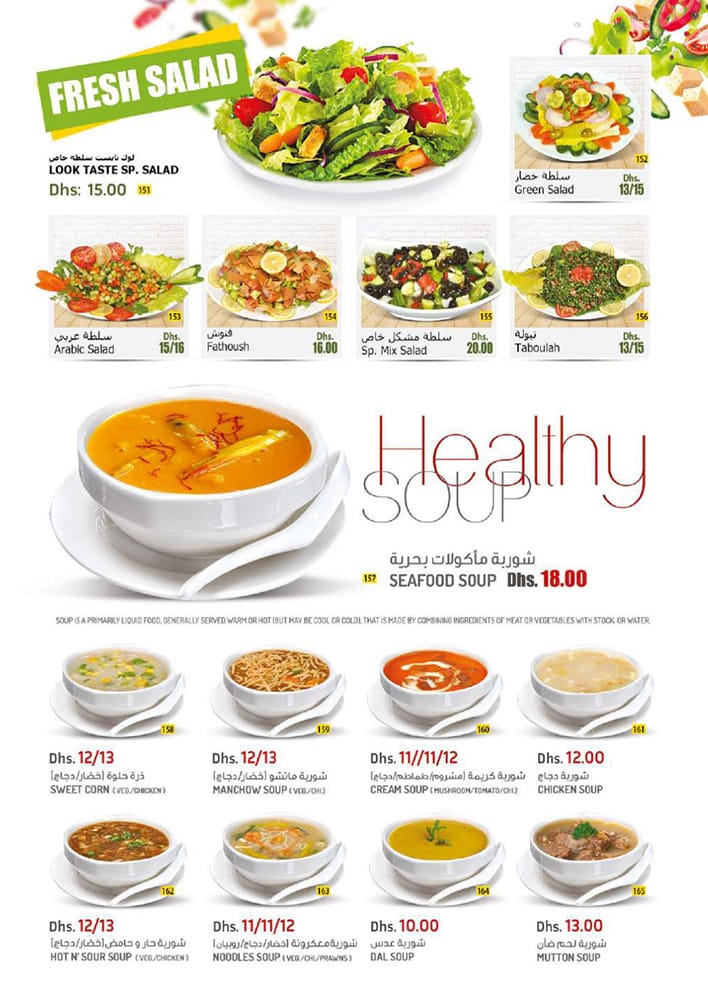 FRESH SALAD
لوك تايست سلطة خاص
LOOK TASTE SP. SALAD
Dhs: 15.00 151
152
سلطة خضار
Green Salad
Dhs.
13/15
153
سلطة عربي
Arabic Salad
Dhs.
15/16
154
فتوش
Fathoush
Dhs.
16.00
155
سلطة مشكل خاص
Sp. Mix Salad
Dhs.
20.00
156
تبولة
Taboulah
Dhs.
13/15
Healthy
SOUP
شوربة مأكولات بحرية
157 SEAFOOD SOUP Dhs. 18.00
SOUP IS A PRIMARILY LIQUID FOOD, GENERALLY SERVED WARM OR HOT (BUT MAY BE COOL OR COLD), THAT IS MADE BY COMBINING INGREDIENTS OF MEAT OR VEGETABLES WITH STOCK, OR WATER.
158
Dhs. 12/13
ذرة حلوة (خضار/دجاج)
SWEET CORN (VEG/CHICKEN)
159
Dhs. 12/13
شوربة مانشو (خضار/دجاج)
MANCHOW SOUP (VEG/CHI)
160
Dhs. 11//11/12
شوربة كريمة (مشروم/طماطم/دجاج)
CREAM SOUP (MUSHROOM/TOMATO/CHI)
161
Dhs. 12.00
شوربة دجاج
CHICKEN SOUP
162
Dhs. 12/13
شوربة حار و حامض (خضار/دجاج)
HOT N' SOUR SOUP (VEG/CHICKEN)
163
Dhs. 11/11/12
شوربة معكرونة (خضار/دجاج/روبيان)
NOODLES SOUP (VEG/CHI/PRAWNS)
164
Dhs. 10.00
شوربة عدس
DAL SOUP
165
Dhs. 13.00
شوربة لحم ضأن
MUTTON SOUP